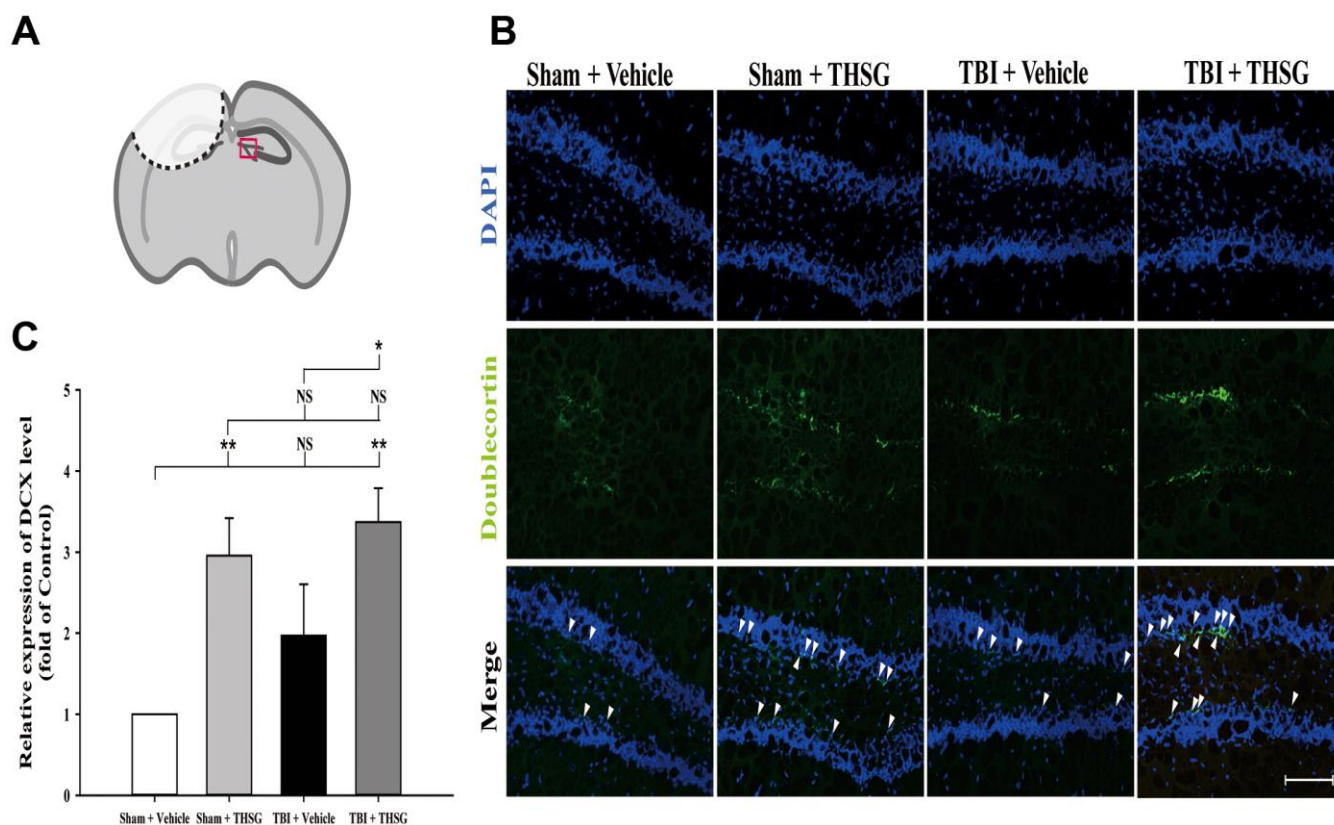 A
B
Sham + Vehicle
Sham + THSG
TBI + Vehicle
TBI + THSG
DAPI
Doublecortin
Merge
C
Relative expression of DCX level
(fold of Control)
5
4
3
2
1
0
*
NS
NS
**
NS
**
Sham + Vehicle
Sham + THSG
TBI + Vehicle
TBI + THSG